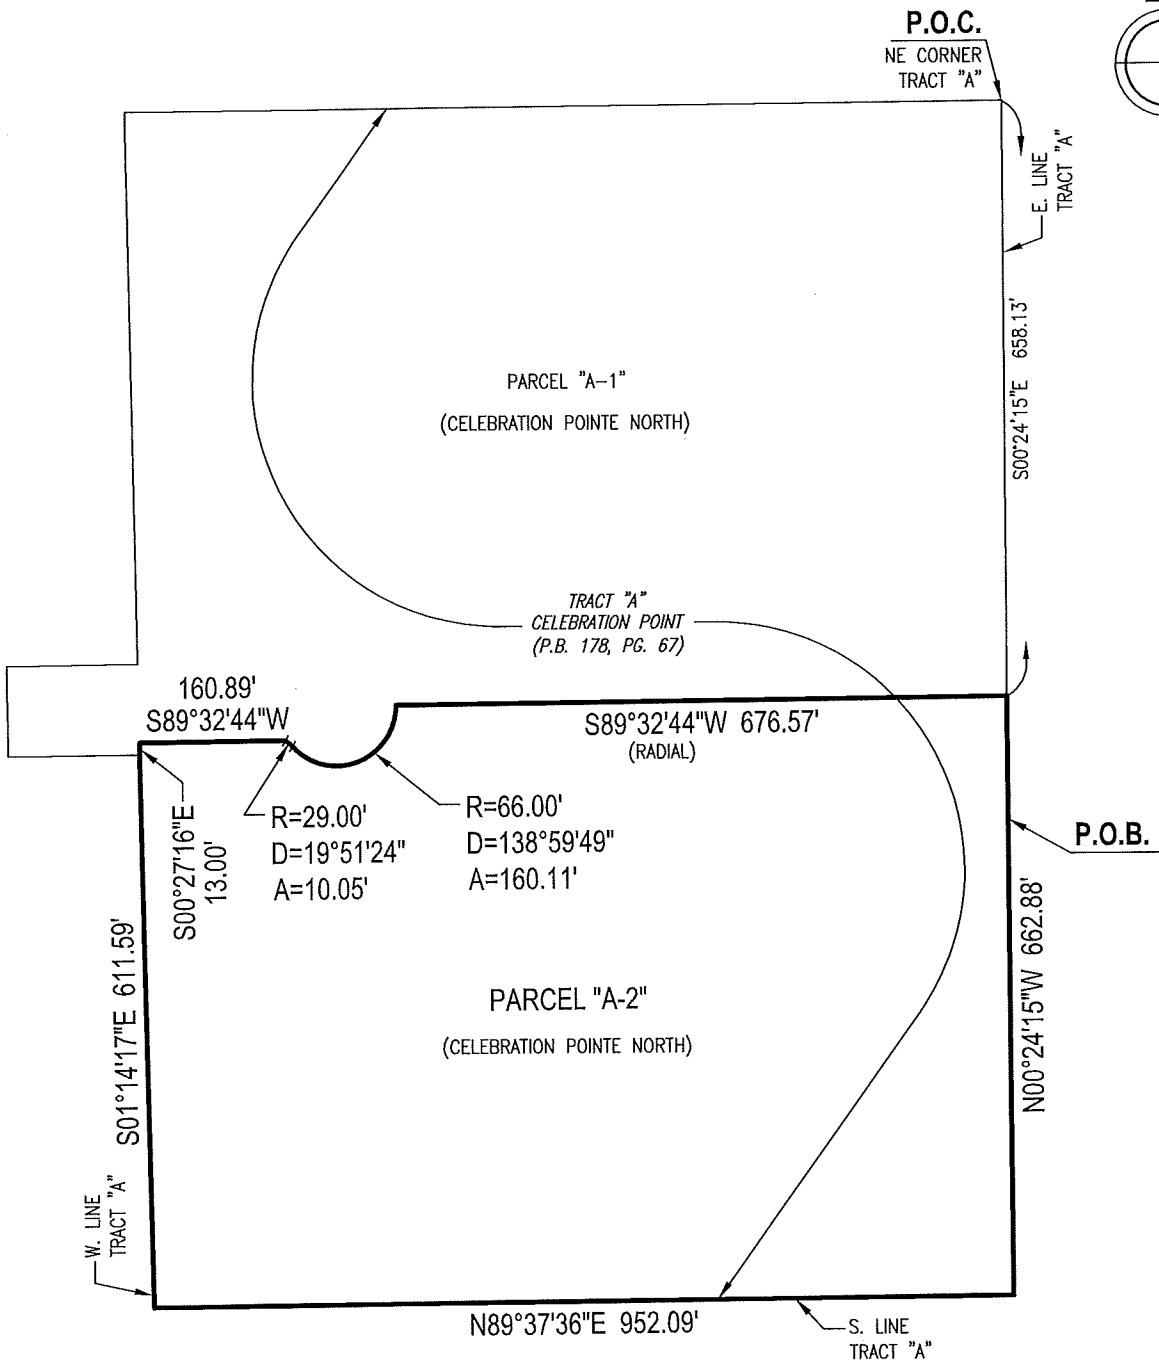 P.O.C.
NE CORNER
TRACT "A"
E. LINE
TRACT "A"
S00°24'15"E 658.13'
PARCEL "A-1"
(CELEBRATION POINTE NORTH)
TRACT "A"
CELEBRATION POINT
(P.B. 178, PG. 67)
160.89'
S89°32'44"W
S89°32'44"W 676.57'
(RADIAL)
S00°27'16"E
13.00'
R=29.00'
D=19°51'24"
A=10.05'
R=66.00'
D=138°59'49"
A=160.11'
P.O.B.
S01°14'17"E 611.59'
N00°24'15"W 662.88'
PARCEL "A-2"
(CELEBRATION POINTE NORTH)
W. LINE
TRACT "A"
N89°37'36"E 952.09'
S. LINE
TRACT "A"